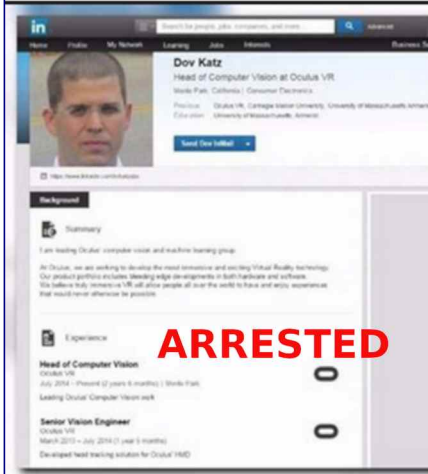 in
Search for people, jobs, companies, and more...
Advanced
Home Profile My Network Learning Jobs Interests
Business Se
Dov Katz
Head of Computer Vision at Oculus VR
Menlo Park, California | Consumer Electronics
Previous Oculus VR, Carnegie Mellon University, University of Massachusetts Amherst
Education University of Massachusetts, Amherst
Send Dov InMail
Background
Summary
I am leading Oculus' computer vision and machine learning group.
At Oculus, we are working to develop the most immersive and exciting Virtual Reality technology.
Our product portfolio includes bleeding edge developments in both hardware and software.
We believe truly immersive VR will allow people all over the world to have and enjoy experiences
that would never otherwise be possible.
Experience
ARRESTED
Head of Computer Vision
Oculus VR
July 2014 – Present (2 years 6 months) | Menlo Park
Leading Oculus' Computer Vision work
Senior Vision Engineer
Oculus VR
March 2013 – July 2014 (1 year 5 months)
Developed head tracking solution for Oculus' HMD